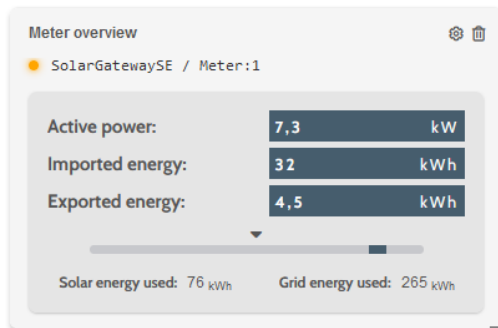 Meter overview
SolarGatewaySE / Meter:1
Active power: 7,3 kW
Imported energy: 32 kWh
Exported energy: 4,5 kWh
Solar energy used: 76 kWh Grid energy used: 265 kWh